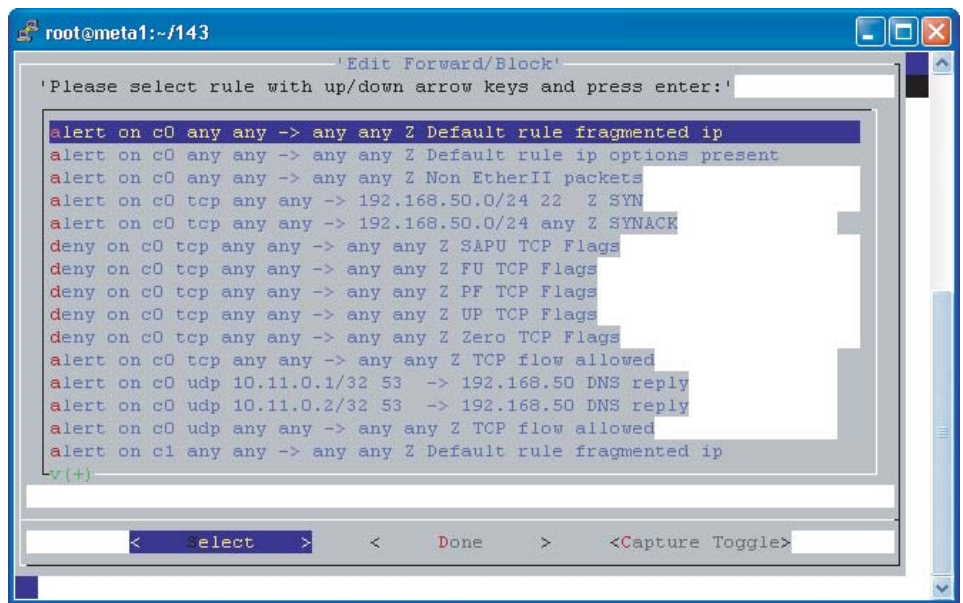 root@meta1:~/143
'Edit Forward/Block'
'Please select rule with up/down arrow keys and press enter:'
alert on c0 any any -> any any Z Default rule fragmented ip
alert on c0 any any -> any any Z Default rule ip options present
alert on c0 any any -> any any Z Non EtherII packets
alert on c0 tcp any any -> 192.168.50.0/24 22  Z SYN
alert on c0 tcp any any -> 192.168.50.0/24 any Z SYNACK
deny on c0 tcp any any -> any any Z SAPU TCP Flags
deny on c0 tcp any any -> any any Z FU TCP Flags
deny on c0 tcp any any -> any any Z PF TCP Flags
deny on c0 tcp any any -> any any Z UP TCP Flags
deny on c0 tcp any any -> any any Z Zero TCP Flags
alert on c0 tcp any any -> any any Z TCP flow allowed
alert on c0 udp 10.11.0.1/32 53  -> 192.168.50 DNS reply
alert on c0 udp 10.11.0.2/32 53  -> 192.168.50 DNS reply
alert on c0 udp any any -> any any Z TCP flow allowed
alert on c1 any any -> any any Z Default rule fragmented ip
v(+)
< Select > < Done > <Capture Toggle>